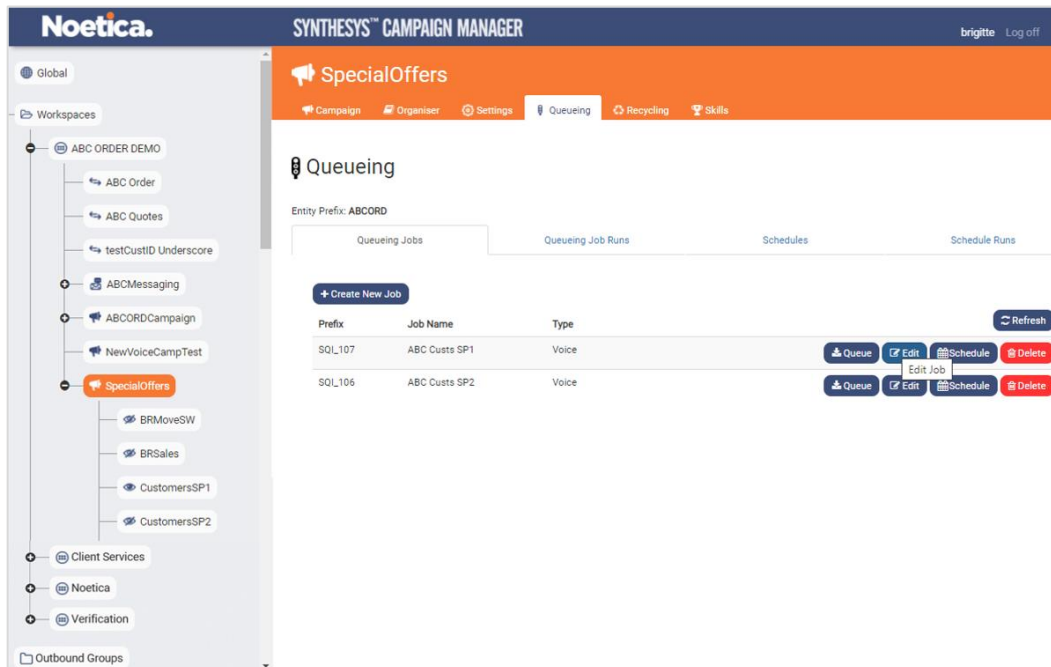 Noetica.
SYNTHESYS™ CAMPAIGN MANAGER
brigitte Log off
Global
Workspaces
ABC ORDER DEMO
ABC Order
ABC Quotes
testCustID Underscore
ABCMessaging
ABCORDCampaign
NewVoiceCampTest
SpecialOffers
BRMoveSW
BRSales
CustomersSP1
CustomersSP2
Client Services
Noetica
Verification
Outbound Groups
SpecialOffers
Campaign Organiser Settings Queueing Recycling Skills
Queueing
Entity Prefix: ABCORD
Queueing Jobs Queueing Job Runs Schedules Schedule Runs
+ Create New Job
Refresh
Prefix Job Name Type
SQI_107 ABC Custs SP1 Voice Queue Edit Schedule Delete
Edit Job
SQI_106 ABC Custs SP2 Voice Queue Edit Schedule Delete